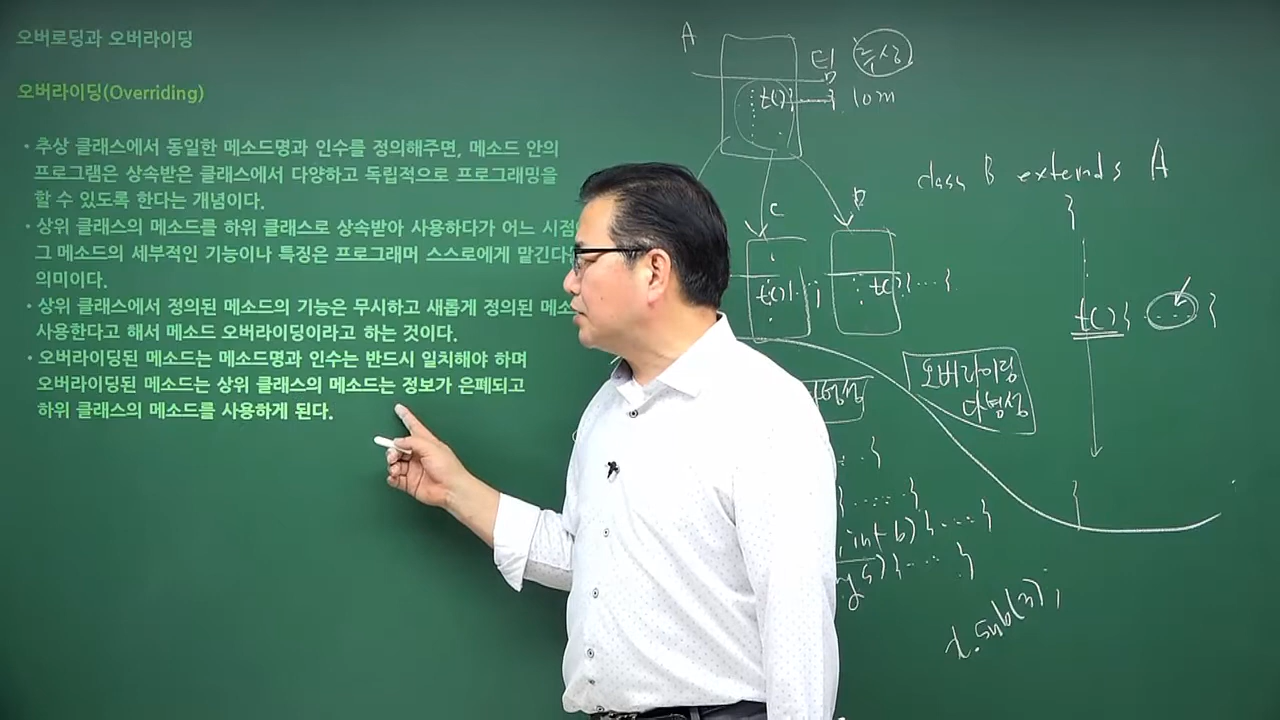 오버로딩과 오버라이딩
오버라이딩(Overriding)
• 추상 클래스에서 동일한 메소드명과 인수를 정의해주면, 메소드 안의
프로그램은 상속받은 클래스에서 다양하고 독립적으로 프로그래밍을
할 수 있도록 한다는 개념이다.
• 상위 클래스의 메소드를 하위 클래스로 상속받아 사용하다가 어느 시점
그 메소드의 세부적인 기능이나 특징은 프로그래머 스스로에게 맡긴다는
의미이다.
• 상위 클래스에서 정의된 메소드의 기능은 무시하고 새롭게 정의된 메소
사용한다고 해서 메소드 오버라이딩이라고 하는 것이다.
• 오버라이딩된 메소드는 메소드명과 인수는 반드시 일치해야 하며
오버라이딩된 메소드는 상위 클래스의 메소드는 정보가 은폐되고
하위 클래스의 메소드를 사용하게 된다.
A
추상
t(){ } 10m
class B extends A
{
C
D
t(){ ... }
t(){ ... }
오버라이딩
다형성
, int b) { .... }
}
t.sub(3);